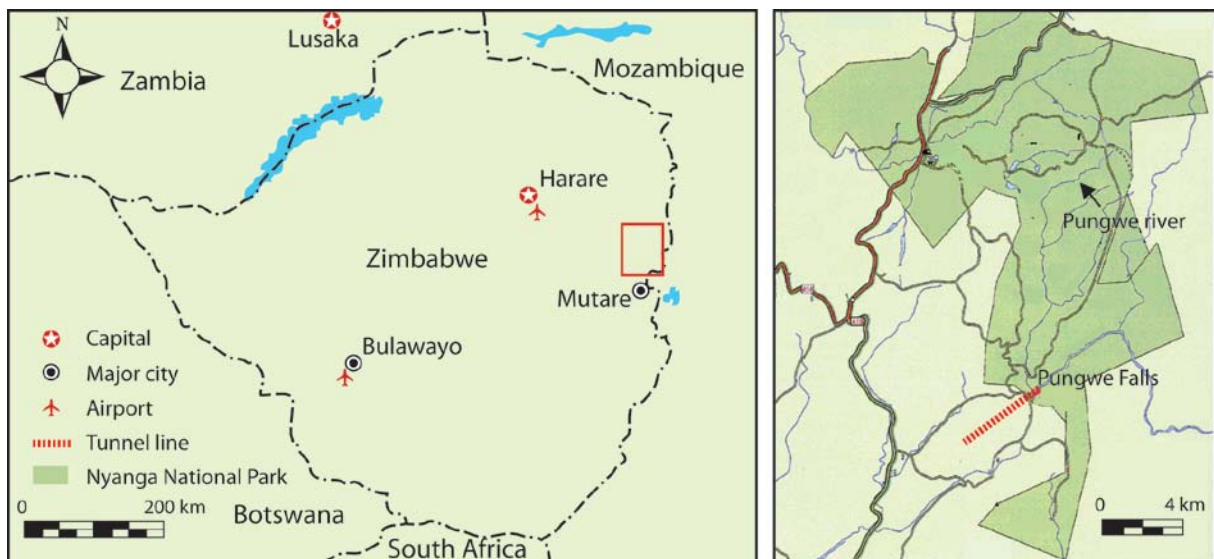 N
Lusaka
Zambia
Mozambique
Harare
Zimbabwe
Mutare
Bulawayo
Capital
Major city
Airport
Tunnel line
Nyanga National Park
0 200 km
Botswana
South Africa
Pungwe river
Pungwe Falls
0 4 km